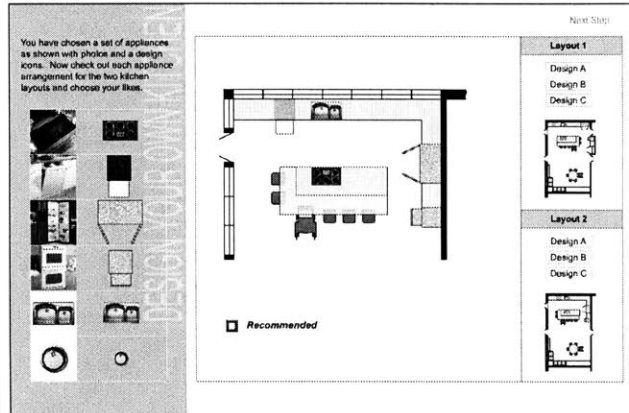 Next Step
You have chosen a set of appliances
as shown with photos and a design
icons. Now check out each appliance
arrangement for the two kitchen
layouts and choose your likes.
DESIGN YOUR OWN KITCHEN
Recommended
Layout 1
Design A
Design B
Design C
Layout 2
Design A
Design B
Design C